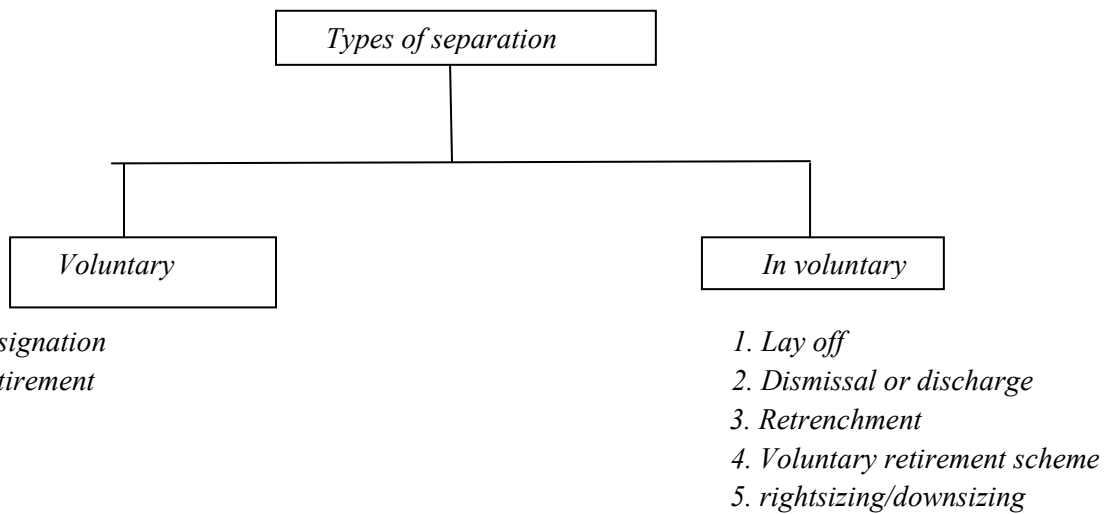 Types of separation
Voluntary
In voluntary
signation
tirement
1. Lay off
2. Dismissal or discharge
3. Retrenchment
4. Voluntary retirement scheme
5. rightsizing/downsizing